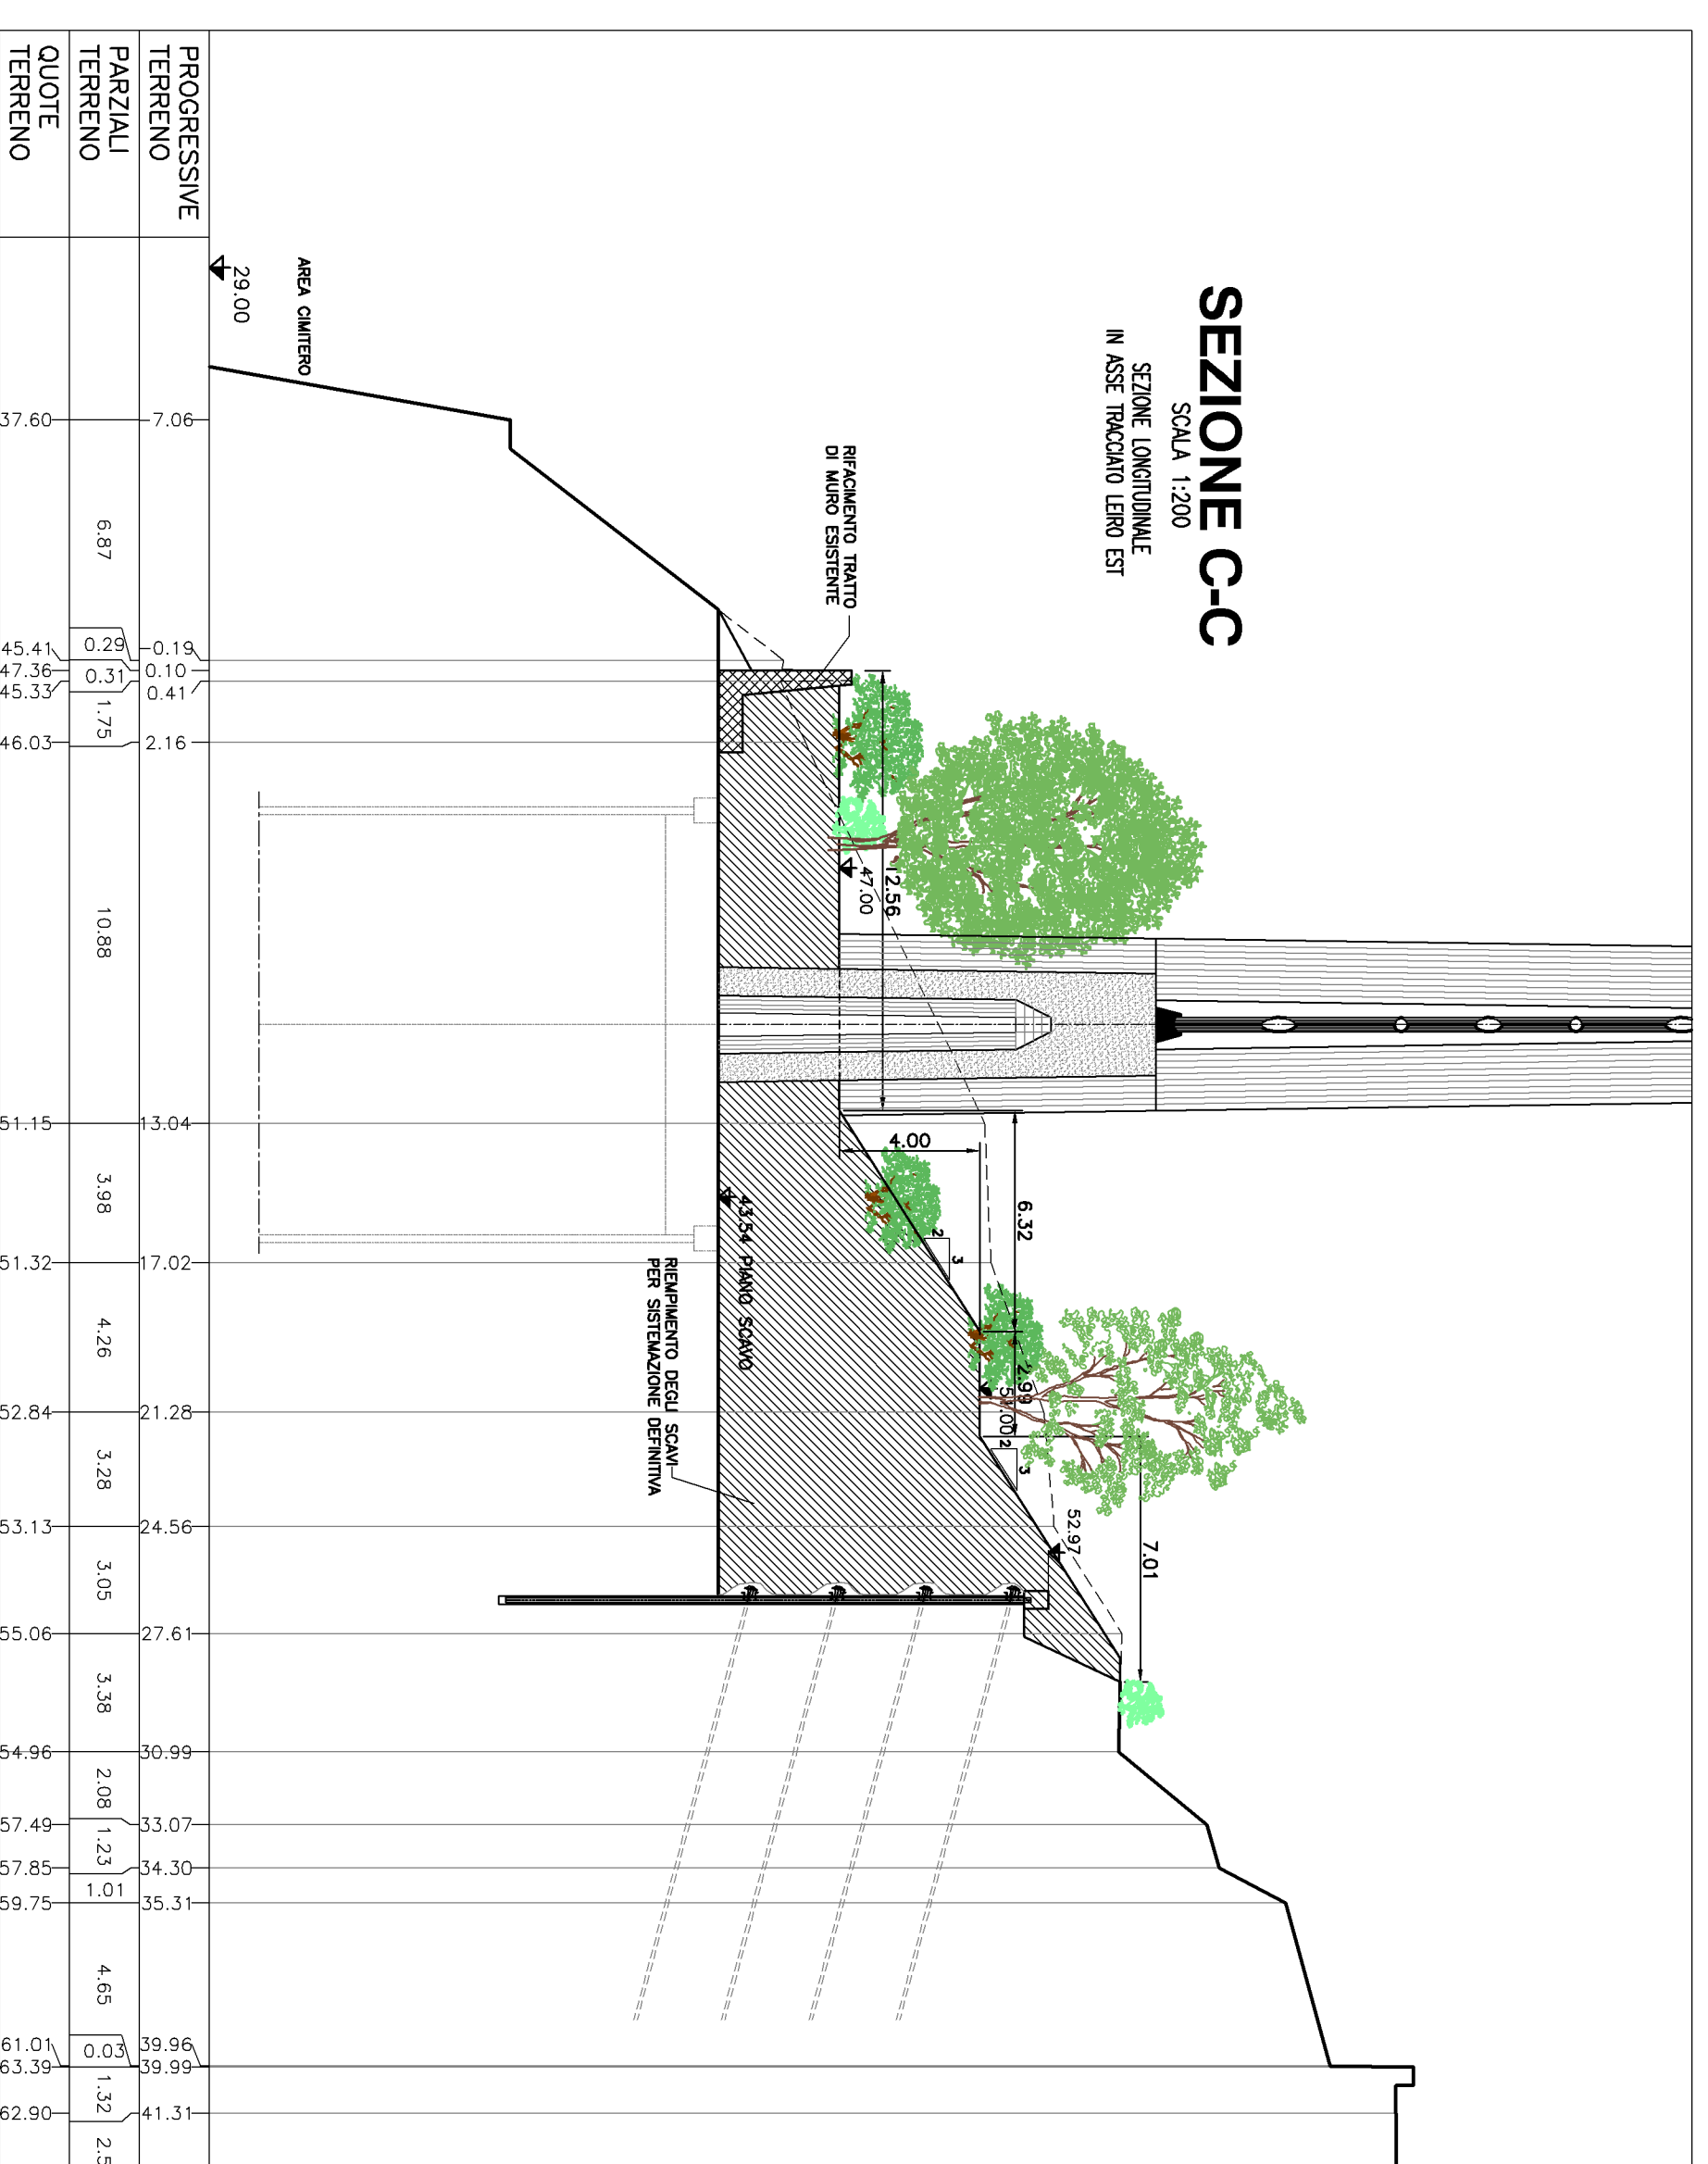 SEZIONE C-C
SCALA 1:200
SEZIONE LONGITUDINALE
IN ASSE TRACCIATO LEIRO EST
RIFACIMENTO TRATTO
DI MURO ESISTENTE
AREA CIMITERO
29.00
12.56
47.00
4.00
6.32
2
3
2.99
51.00
2
3
52.97
7.01
43.54 PIANO SCAVO
RIEMPIMENTO DEGLI SCAVI
PER SISTEMAZIONE DEFINITIVA
PROGRESSIVE
TERRENO
-7.06 -0.19 0.10 0.41 2.16 13.04 17.02 21.28 24.56 27.61 30.99 33.07 34.30 35.31 39.96 39.99 41.31
PARZIALI
TERRENO
6.87 0.29 0.31 1.75 10.88 3.98 4.26 3.28 3.05 3.38 2.08 1.23 1.01 4.65 0.03 1.32
QUOTE
TERRENO
37.60 45.41 47.36 45.33 46.03 51.15 51.32 52.84 53.13 55.06 54.96 57.49 57.85 59.75 61.01 63.39 62.90